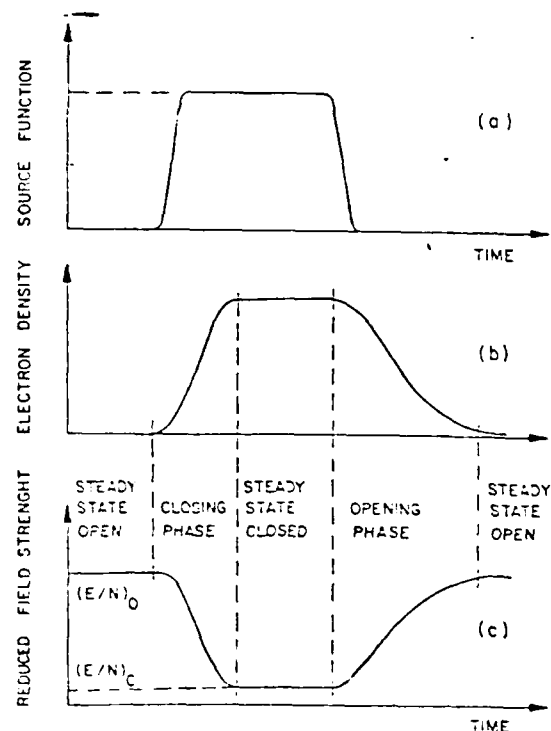 SOURCE FUNCTION
(a)
TIME
ELECTRON DENSITY
(b)
STEADY
STATE
OPEN
CLOSING
PHASE
STEADY
STATE
CLOSED
OPENING
PHASE
STEADY
STATE
OPEN
REDUCED FIELD STRENGHT
(E/N)O
(E/N)C
(c)
TIME